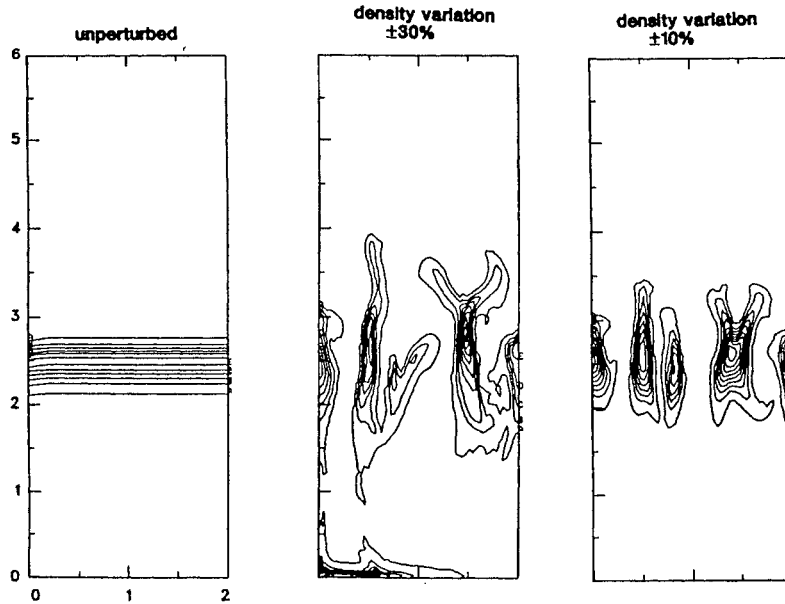 unperturbed
density variation
±30%
density variation
±10%
6
5
4
3
2
1
0
0 1 2